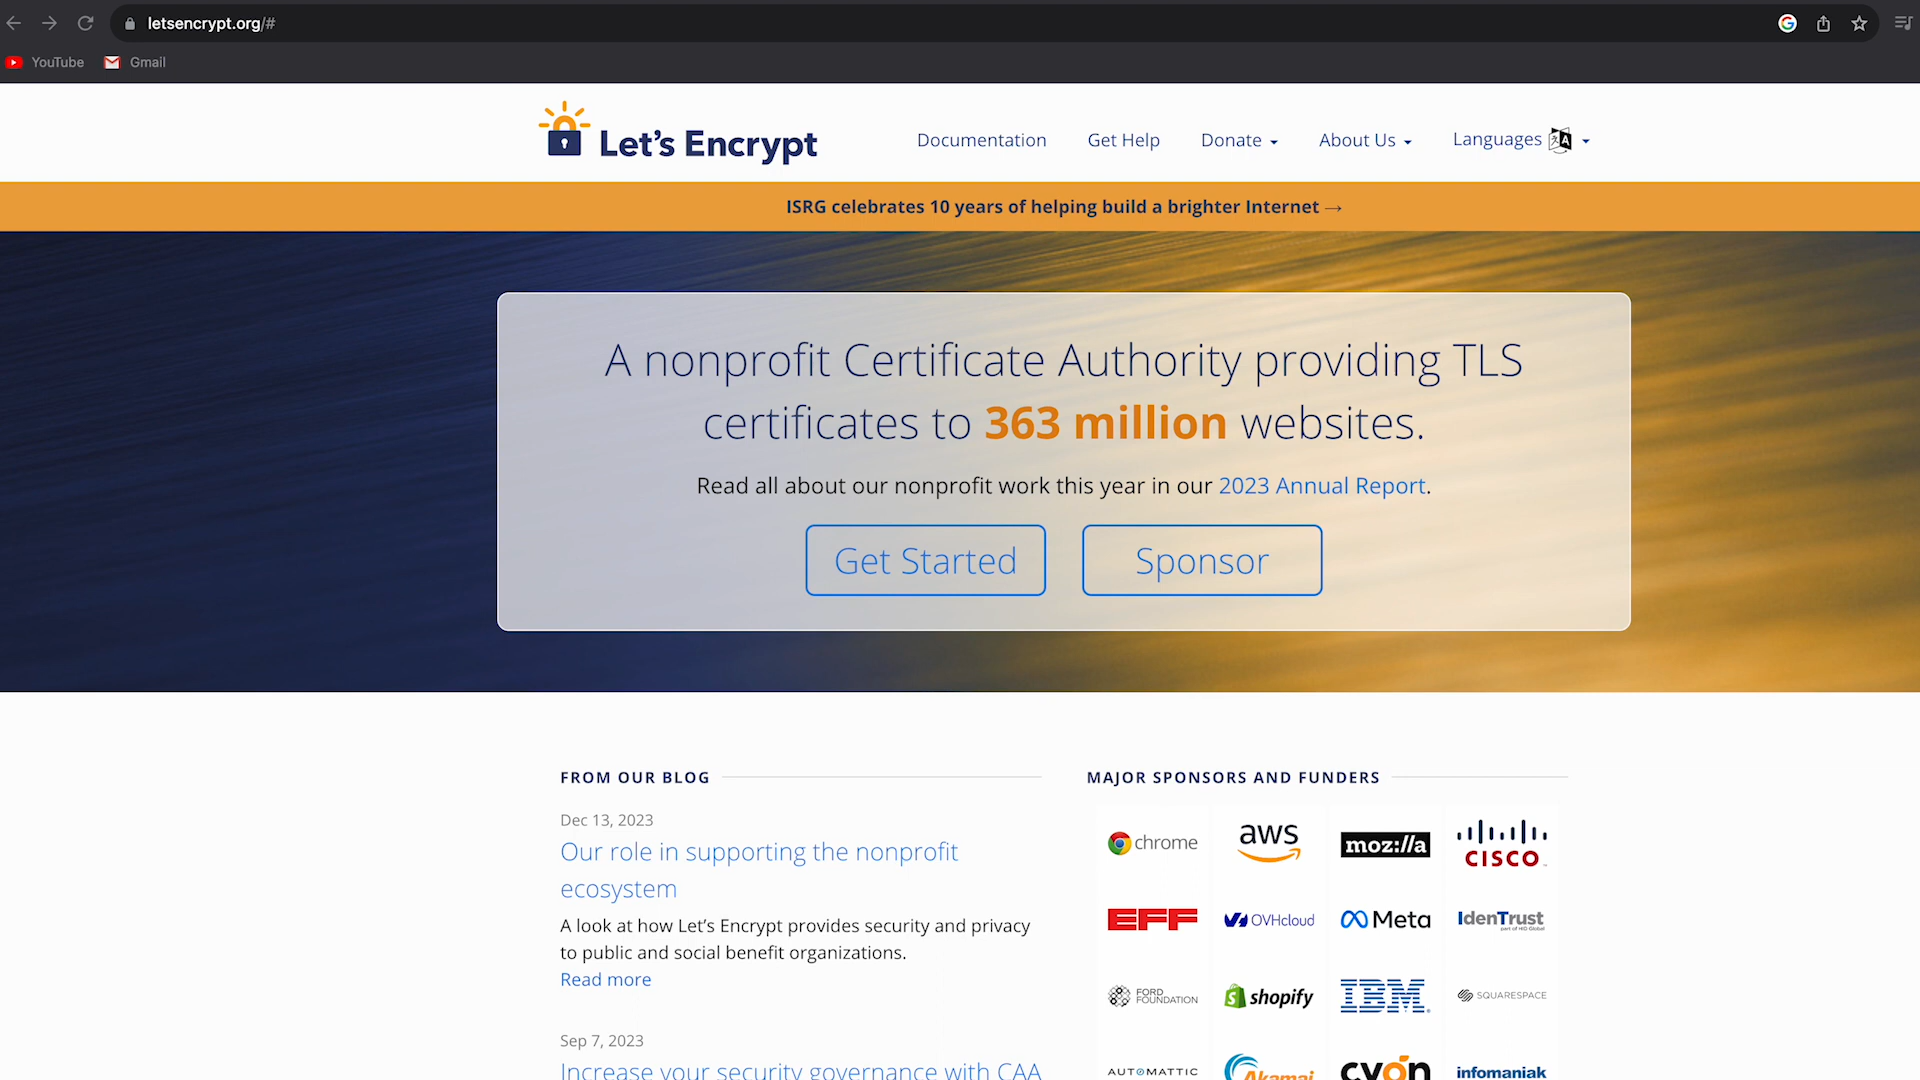 letsencrypt.org/#
YouTube
Gmail
Let's Encrypt
Documentation
Get Help
Donate
About Us
Languages
ISRG celebrates 10 years of helping build a brighter Internet →
A nonprofit Certificate Authority providing TLS
certificates to 363 million websites.
Read all about our nonprofit work this year in our 2023 Annual Report.
Get Started
Sponsor
FROM OUR BLOG
Dec 13, 2023
Our role in supporting the nonprofit
ecosystem
A look at how Let's Encrypt provides security and privacy
to public and social benefit organizations.
Read more
Sep 7, 2023
Increase your security governance with CAA
MAJOR SPONSORS AND FUNDERS
chrome
aws
moz://a
CISCO
EFF
OVHcloud
Meta
IdenTrust
part of HID Global
FORD
FOUNDATION
shopify
IBM
SQUARESPACE
AUTOMATTIC
Akamai
cyon
infomaniak